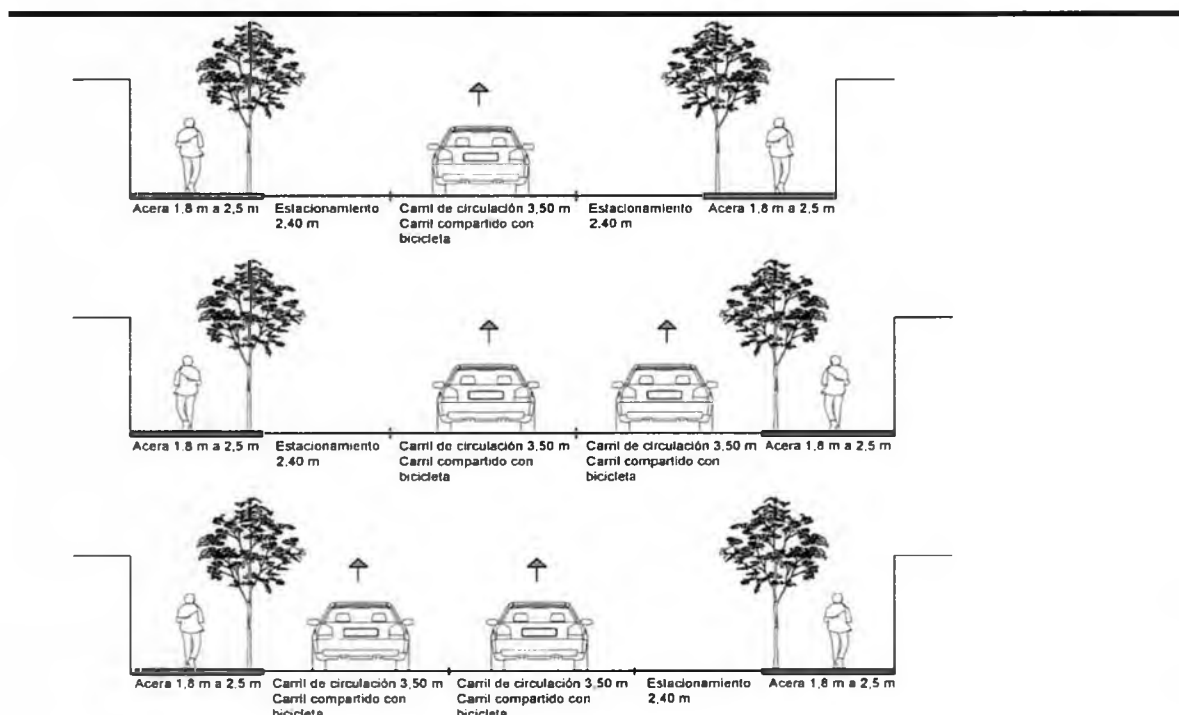 Acera 1,8 m a 2,5 m Estacionamiento Carril de circulación 3,50 m Estacionamiento Acera 1,8 m a 2,5 m
2,40 m Carril compartido con 2,40 m
bicicleta
Acera 1,8 m a 2,5 m Estacionamiento Carril de circulación 3,50 m Carril de circulación 3,50 m Acera 1,8 m a 2,5 m
2,40 m Carril compartido con Carril compartido con
bicicleta bicicleta
Acera 1,8 m a 2,5 m Carril de circulación 3,50 m Carril de circulación 3,50 m Estacionamiento Acera 1,8 m a 2,5 m
Carril compartido con Carril compartido con 2,40 m
bicicleta bicicleta